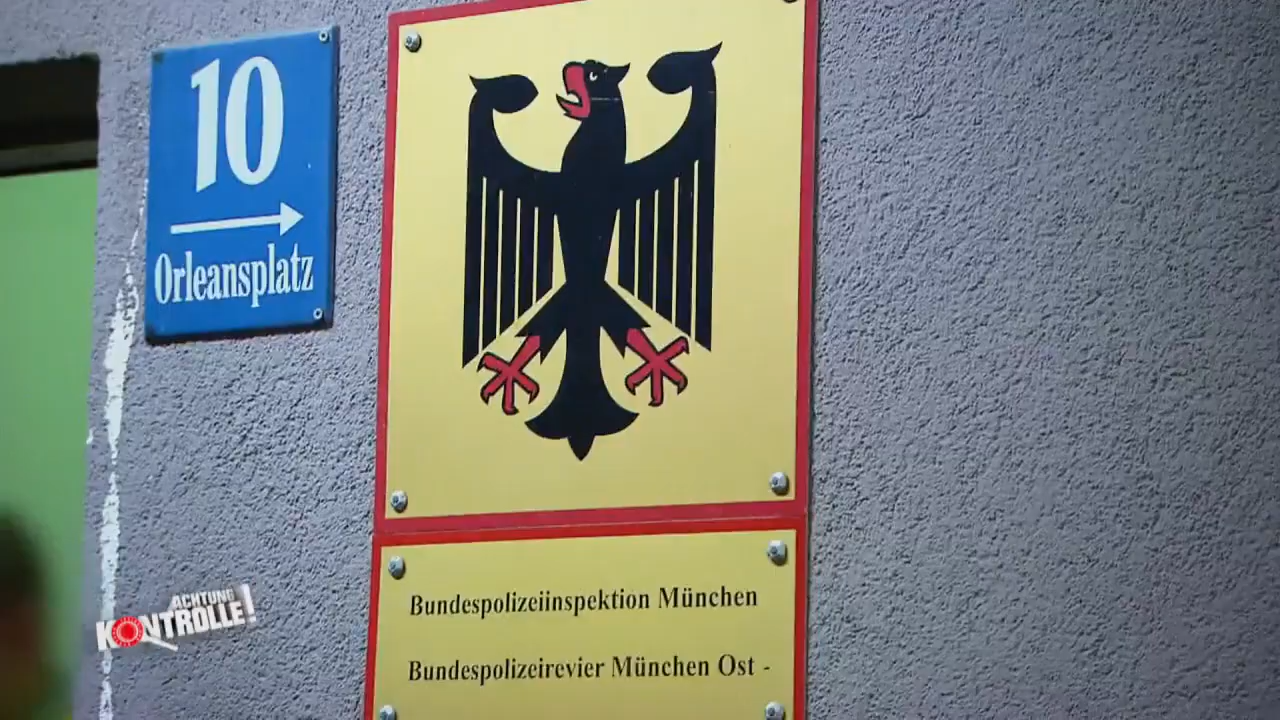 10
Orleansplatz
Bundespolizeiinspektion München
Bundespolizeirevier München Ost -
ACHTUNG
KONTROLLE!